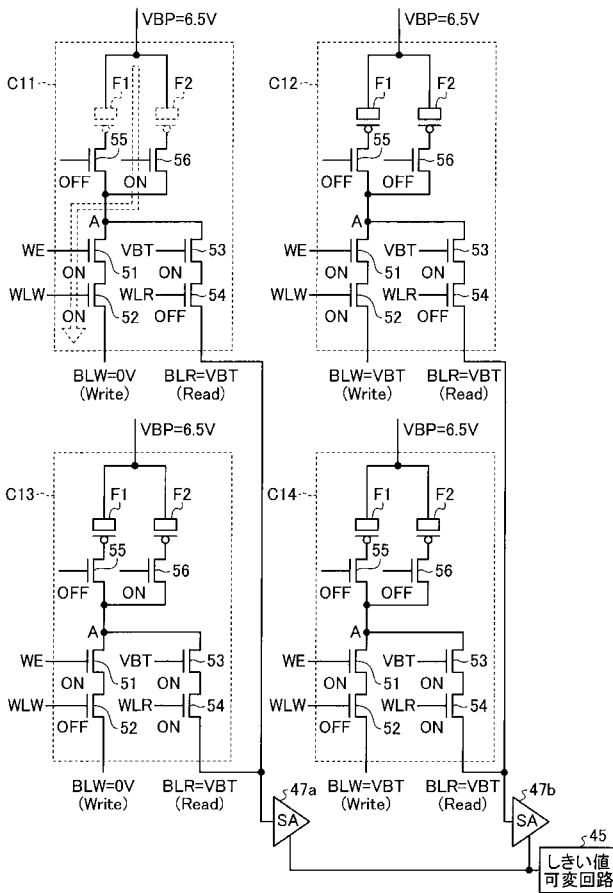 VBP=6.5V VBP=6.5V
C11 F1 F2 C12 F1 F2
55 56 55 56
OFF ON OFF OFF
A A
WE 53 VBT WE 53 VBT
ON 51 ON ON 51 ON
WLW 54 WLR WLW 54 WLR
ON 52 OFF ON 52 OFF
BLW=0V BLR=VBT BLW=VBT BLR=VBT
(Write) (Read) (Write) (Read)
VBP=6.5V VBP=6.5V
C13 F1 F2 C14 F1 F2
55 56 55 56
OFF ON OFF OFF
A A
WE VBT 53 WE VBT 53
ON 51 ON ON 51 ON
WLW WLR 54 WLW WLR 54
OFF 52 ON OFF 52 ON
BLW=0V BLR=VBT 47a BLW=VBT BLR=VBT 47b
(Write) (Read) (Write) (Read)
SA SA
45
しきい値
可変回路